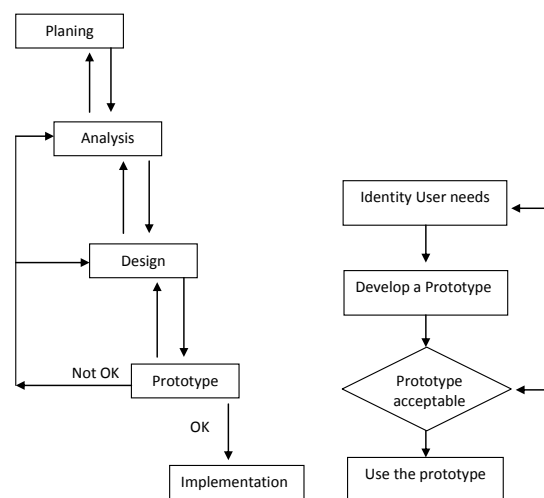 Planing
Analysis
Design
Not OK
Prototype
OK
Implementation
Identity User needs
Develop a Prototype
Prototype
acceptable
Use the prototype